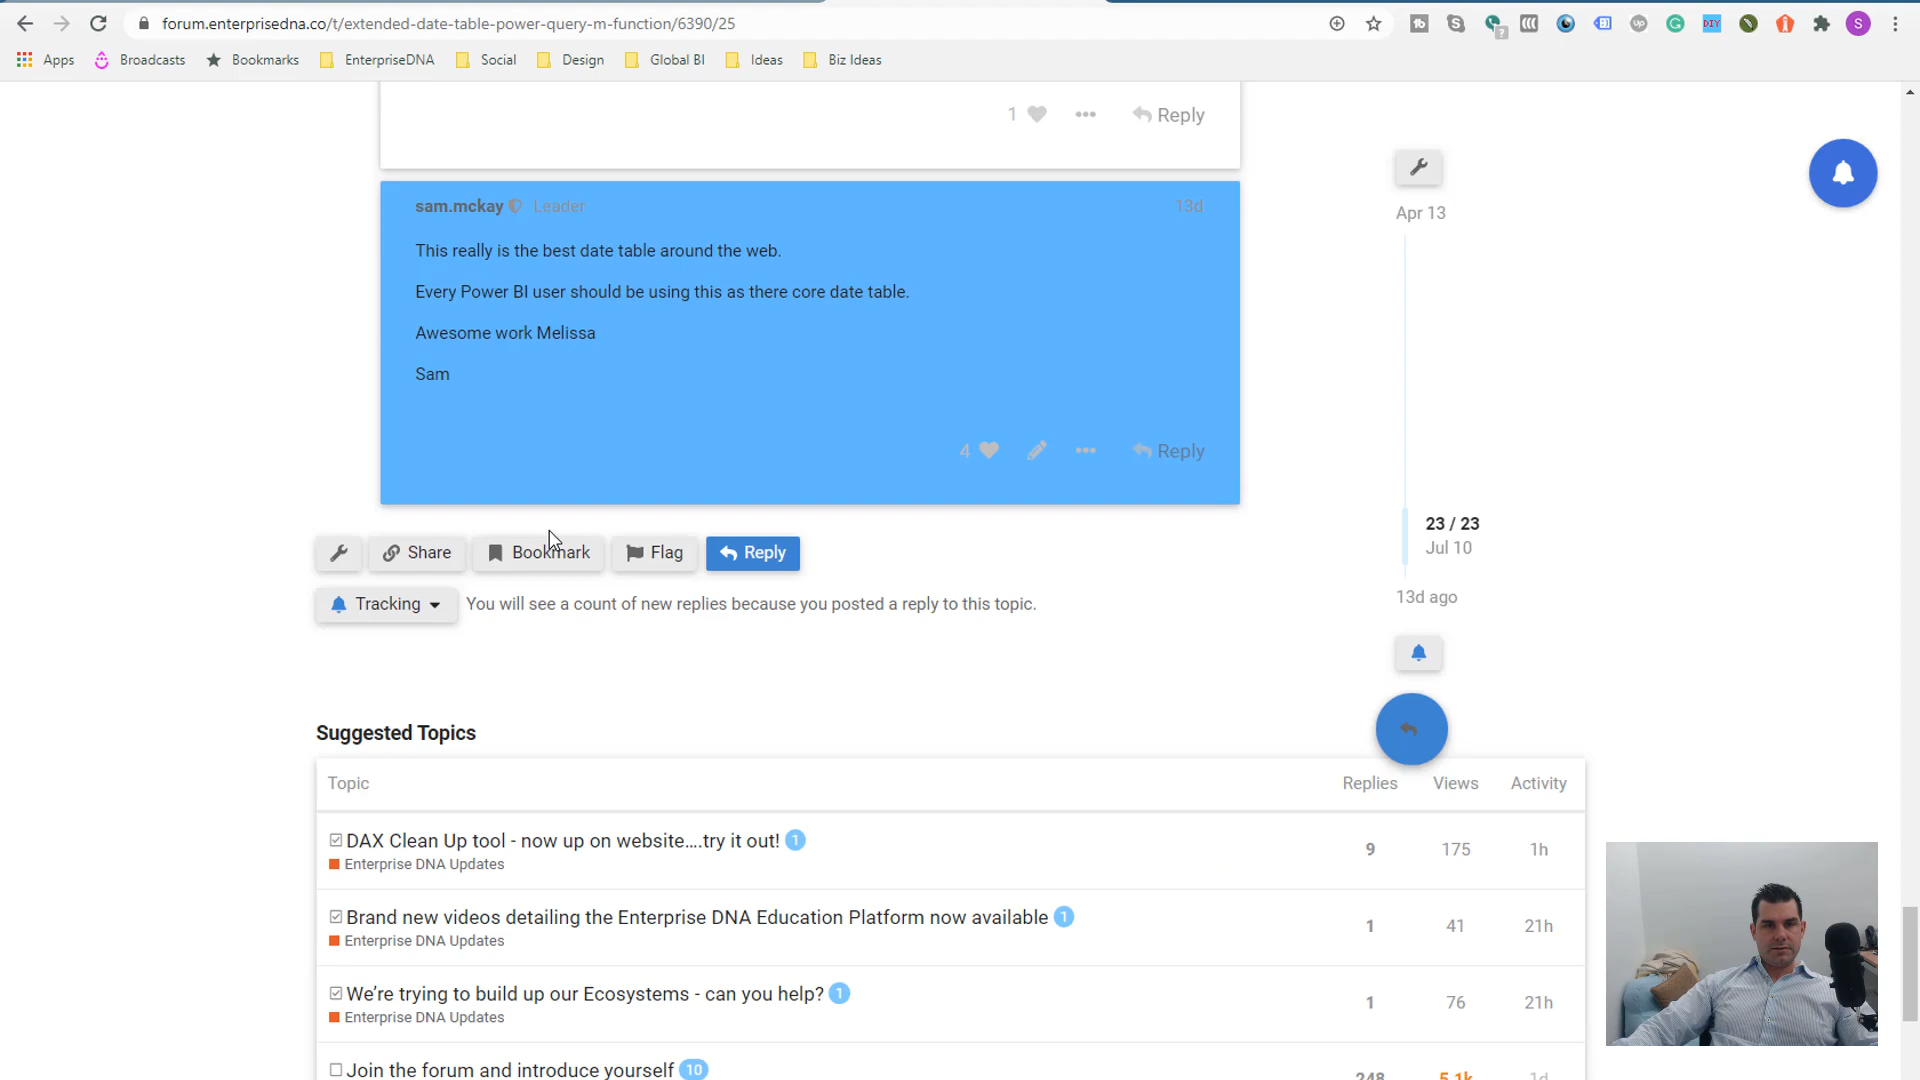 forum.enterprisedna.co/t/extended-date-table-power-query-m-function/6390/25
Apps
Broadcasts
Bookmarks
EnterpriseDNA
Social
Design
Global BI
Ideas
Biz Ideas
1
Reply
sam.mckay Leader 13d
This really is the best date table around the web.
Every Power BI user should be using this as there core date table.
Awesome work Melissa
Sam
4
Reply
Apr 13
23 / 23
Jul 10
13d ago
Share
Bookmark
Flag
Reply
Tracking
You will see a count of new replies because you posted a reply to this topic.
Suggested Topics
Topic Replies Views Activity
DAX Clean Up tool - now up on website....try it out! 1 9 175 1h
Enterprise DNA Updates
Brand new videos detailing the Enterprise DNA Education Platform now available 1 1 41 21h
Enterprise DNA Updates
We're trying to build up our Ecosystems - can you help? 1 1 76 21h
Enterprise DNA Updates
Join the forum and introduce yourself 10 248 5.1k 1d